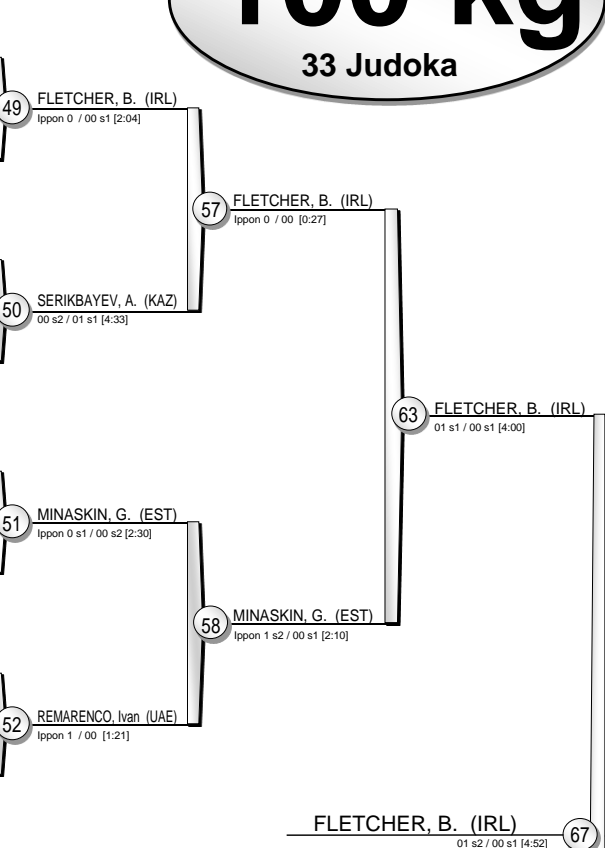 100 kg
33 Judoka
49 FLETCHER, B. (IRL)
Ippon 0 / 00 s1 [2:04]
57 FLETCHER, B. (IRL)
Ippon 0 / 00 [0:27]
50 SERIKBAYEV, A. (KAZ)
00 s2 / 01 s1 [4:33]
63 FLETCHER, B. (IRL)
01 s1 / 00 s1 [4:00]
51 MINASKIN, G. (EST)
Ippon 0 s1 / 00 s2 [2:30]
58 MINASKIN, G. (EST)
Ippon 1 s2 / 00 s1 [2:10]
52 REMARENCO, Ivan (UAE)
Ippon 1 / 00 [1:21]
FLETCHER, B. (IRL) 67
01 s2 / 00 s1 [4:52]